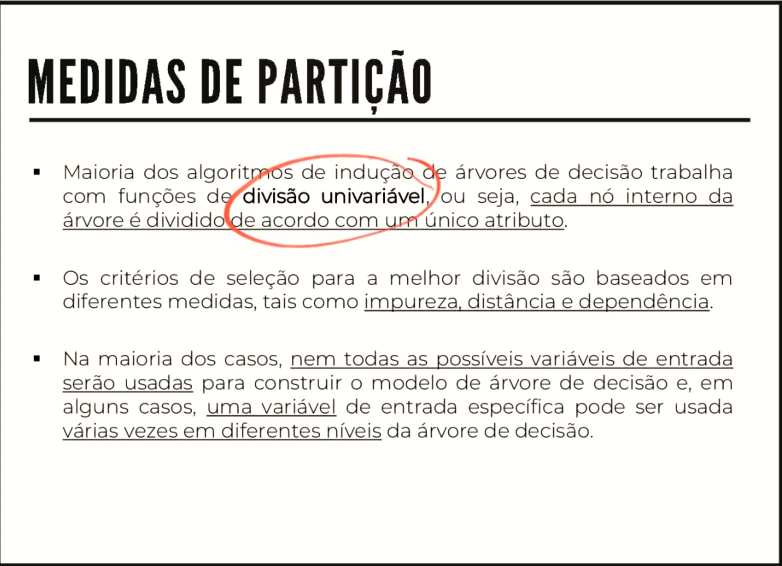 MEDIDAS DE PARTIÇÃO
▪ Maioria dos algoritmos de indução de árvores de decisão trabalha
com funções de divisão univariável, ou seja, cada nó interno da
árvore é dividido de acordo com um único atributo.
▪ Os critérios de seleção para a melhor divisão são baseados em
diferentes medidas, tais como impureza, distância e dependência.
▪ Na maioria dos casos, nem todas as possíveis variáveis de entrada
serão usadas para construir o modelo de árvore de decisão e, em
alguns casos, uma variável de entrada específica pode ser usada
várias vezes em diferentes níveis da árvore de decisão.